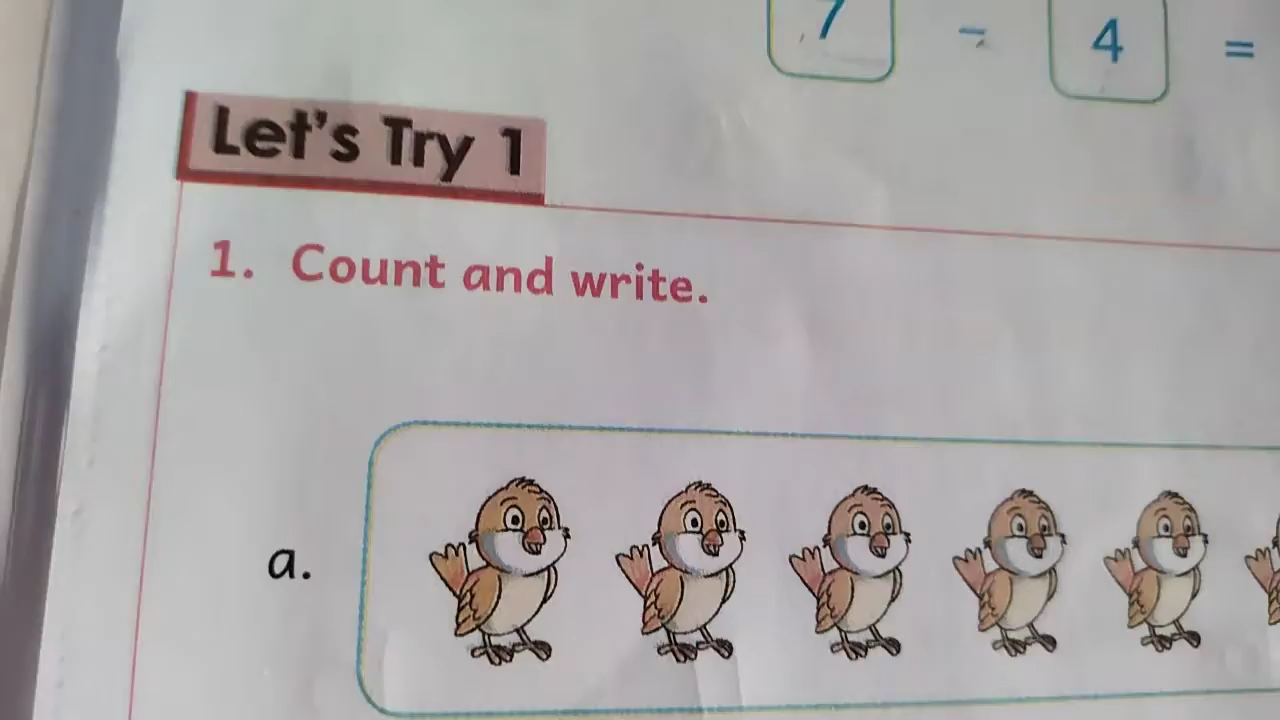 7 - 4 =
Let's Try 1
1. Count and write.
a.